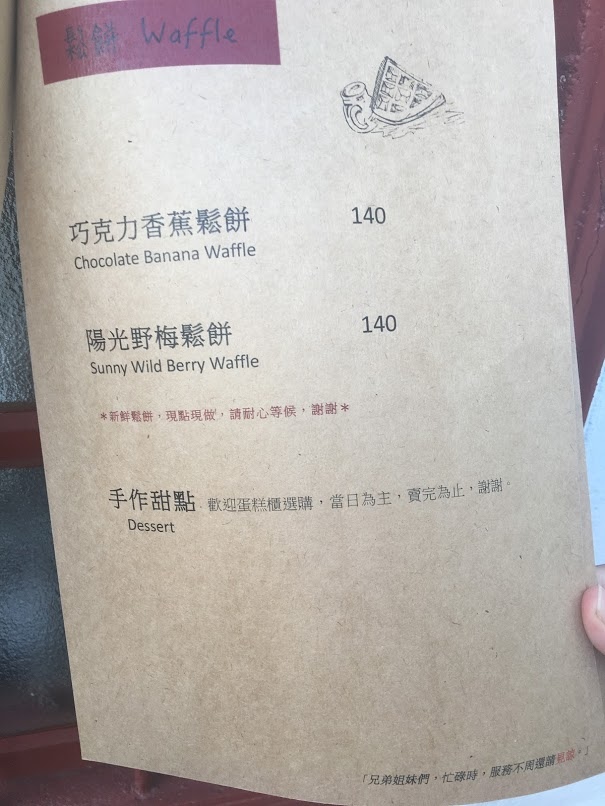 鬆餅 Waffle
巧克力香蕉鬆餅 140
Chocolate Banana Waffle
陽光野梅鬆餅 140
Sunny Wild Berry Waffle
*新鮮鬆餅，現點現做，請耐心等候，謝謝*
手作甜點 歡迎蛋糕櫃選購，當日為主，賣完為止，謝謝。
Dessert
「兄弟姐妹們，忙碌時，服務不周還請